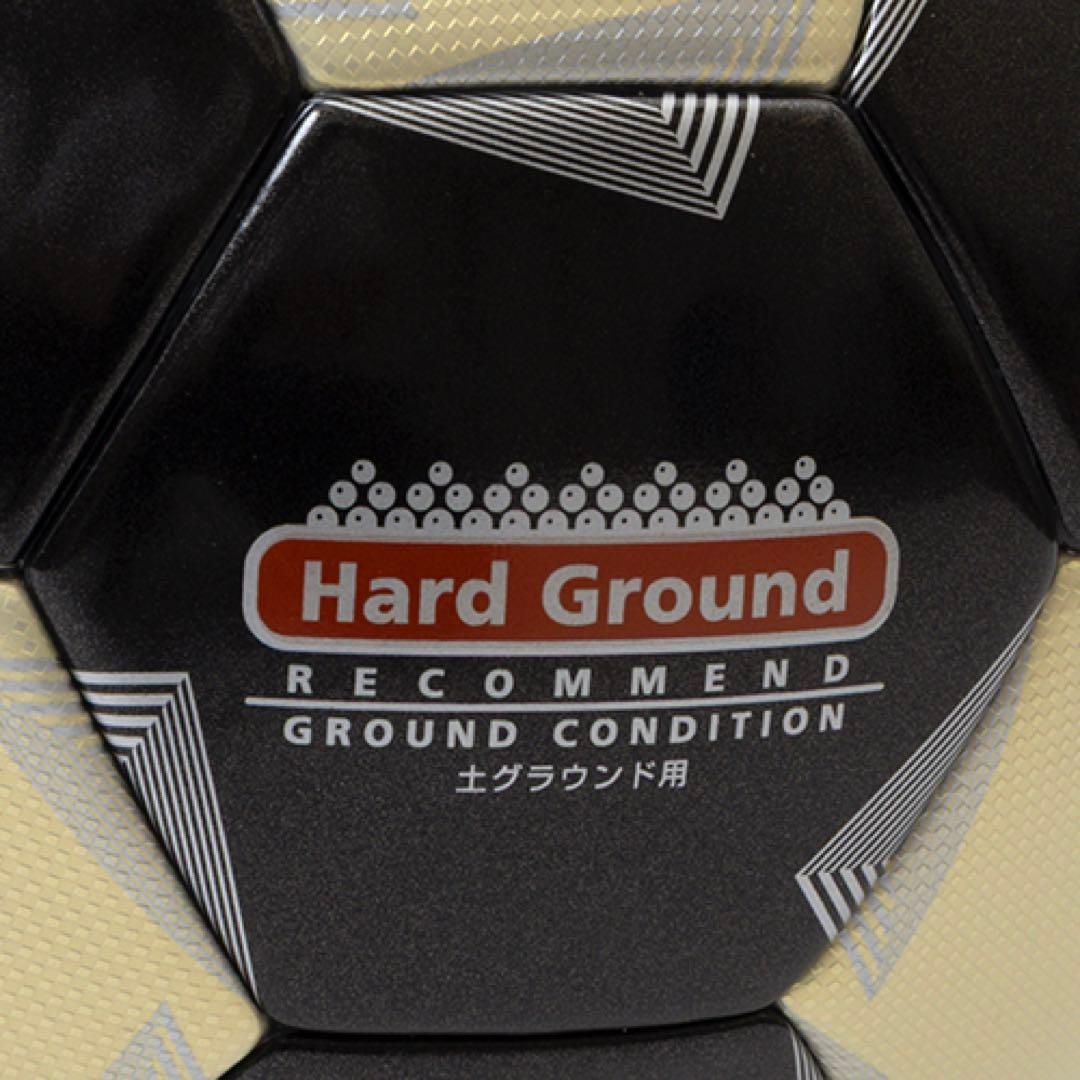 Hard Ground
RECOMMEND
GROUND CONDITION
土グラウンド用